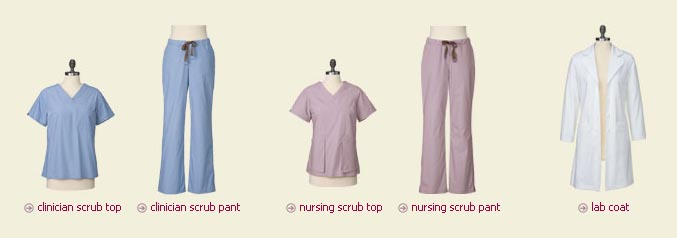 clinician scrub top
clinician scrub pant
nursing scrub top
nursing scrub pant
lab coat